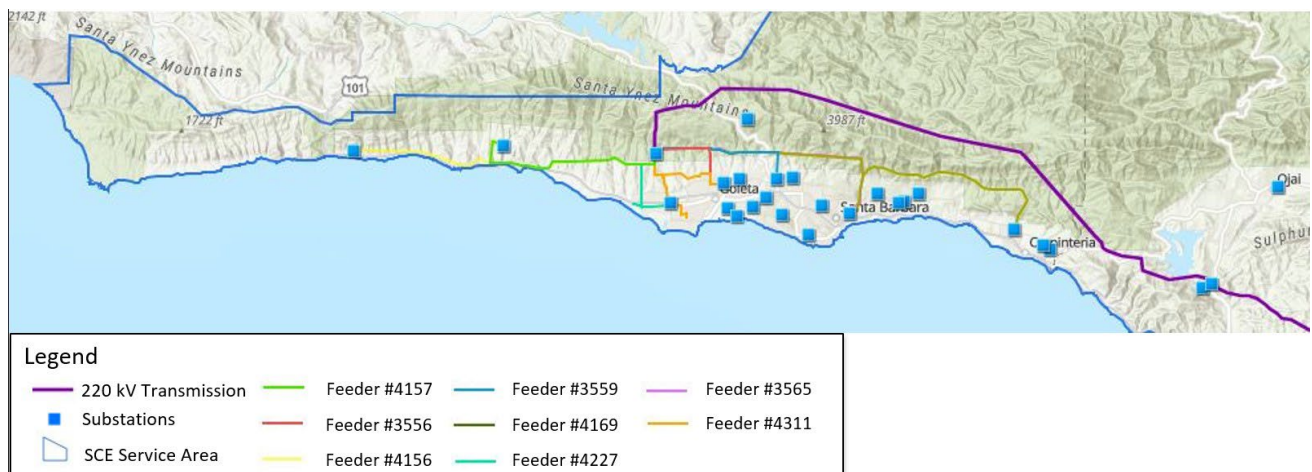 2142 ft
Santa Ynez Mountains
101
Santa Ynez Mountains
1722 ft
3987 ft
Goleta
Santa Barbara
Carpinteria
Ojai
Sulphur
Legend
220 kV Transmission Feeder #4157 Feeder #3559 Feeder #3565
Substations Feeder #3556 Feeder #4169 Feeder #4311
SCE Service Area Feeder #4156 Feeder #4227